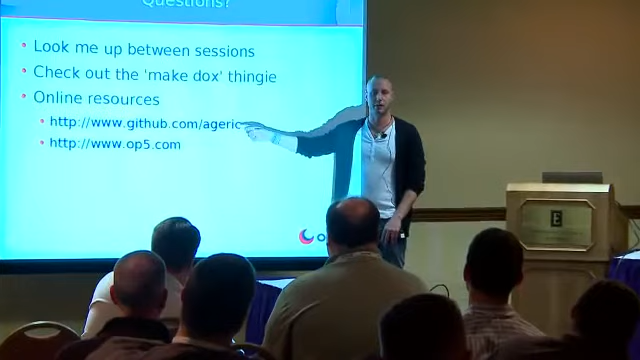 Questions?
Look me up between sessions
Check out the 'make dox' thingie
Online resources
http://www.github.com/ageric
http://www.op5.com
E